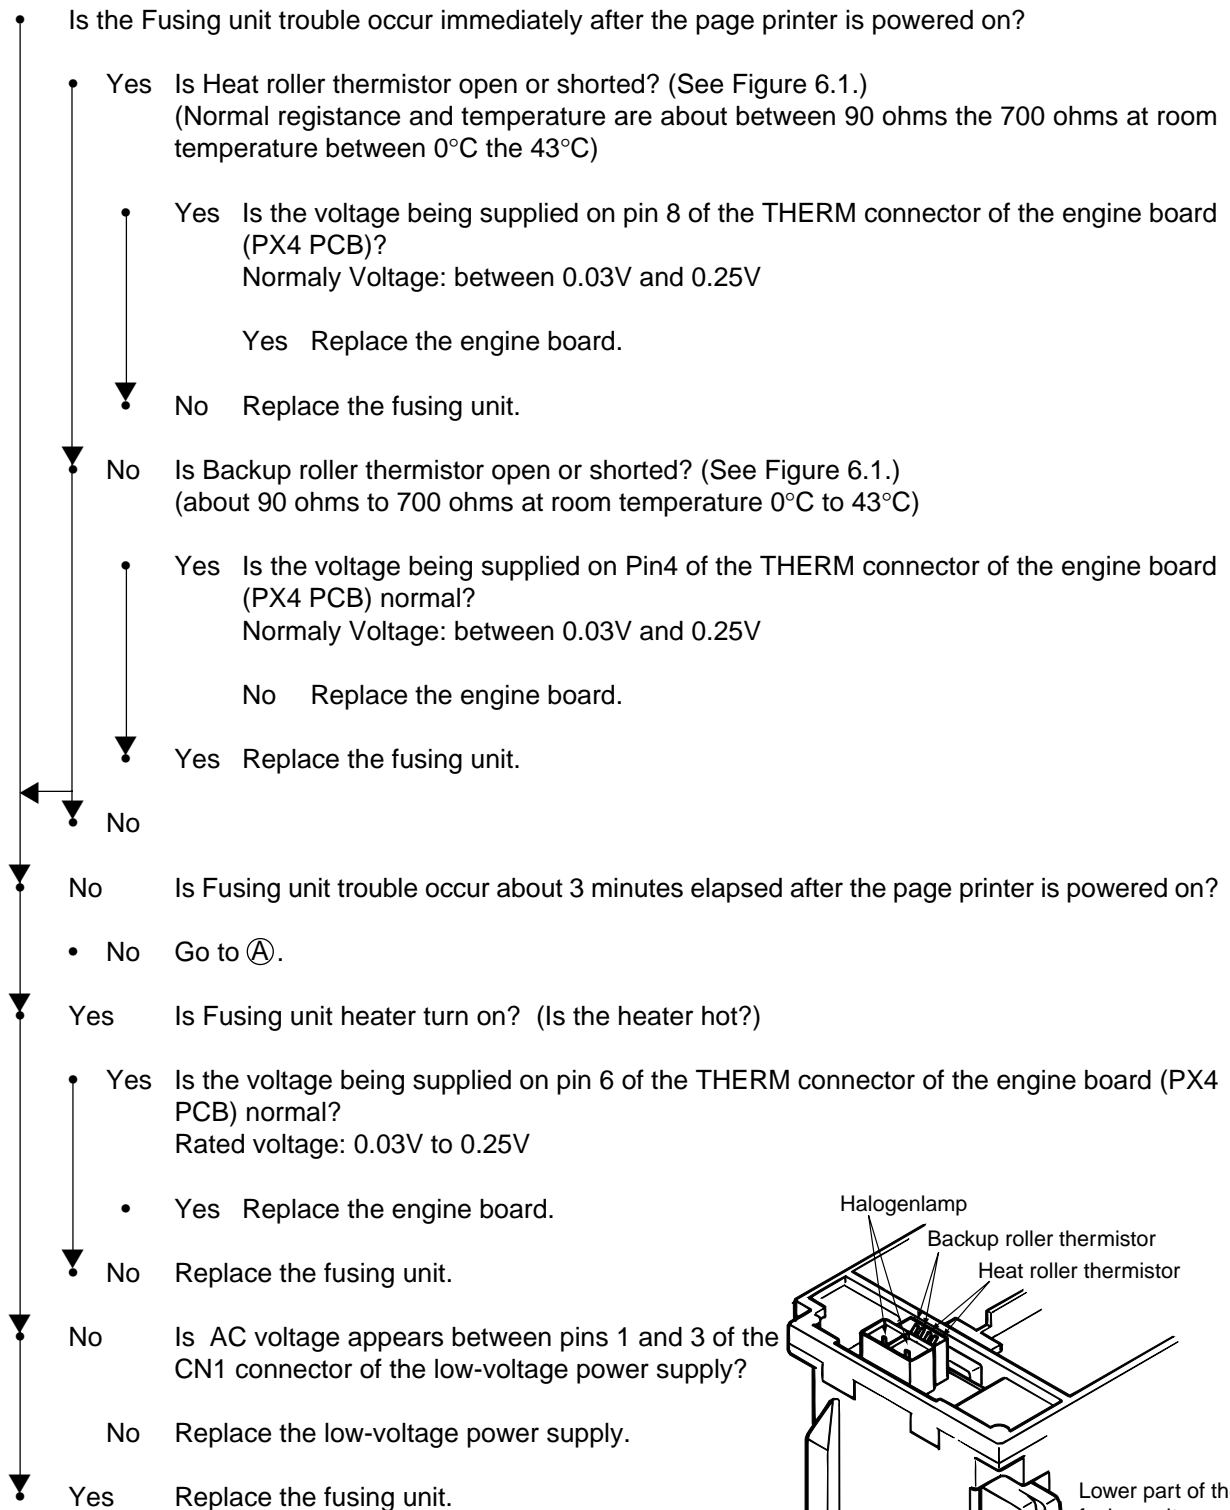 Is the Fusing unit trouble occur immediately after the page printer is powered on?
Yes Is Heat roller thermistor open or shorted? (See Figure 6.1.)
(Normal registance and temperature are about between 90 ohms the 700 ohms at room
temperature between 0°C the 43°C)
Yes Is the voltage being supplied on pin 8 of the THERM connector of the engine board
(PX4 PCB)?
Normaly Voltage: between 0.03V and 0.25V
Yes Replace the engine board.
No Replace the fusing unit.
No Is Backup roller thermistor open or shorted? (See Figure 6.1.)
(about 90 ohms to 700 ohms at room temperature 0°C to 43°C)
Yes Is the voltage being supplied on Pin4 of the THERM connector of the engine board
(PX4 PCB) normal?
Normaly Voltage: between 0.03V and 0.25V
No Replace the engine board.
Yes Replace the fusing unit.
No
No Is Fusing unit trouble occur about 3 minutes elapsed after the page printer is powered on?
• No Go to Ⓐ.
Yes Is Fusing unit heater turn on? (Is the heater hot?)
Yes Is the voltage being supplied on pin 6 of the THERM connector of the engine board (PX4
PCB) normal?
Rated voltage: 0.03V to 0.25V
• Yes Replace the engine board.
No Replace the fusing unit.
No Is AC voltage appears between pins 1 and 3 of the
CN1 connector of the low-voltage power supply?
No Replace the low-voltage power supply.
Yes Replace the fusing unit.
Halogenlamp
Backup roller thermistor
Heat roller thermistor
Lower part of th